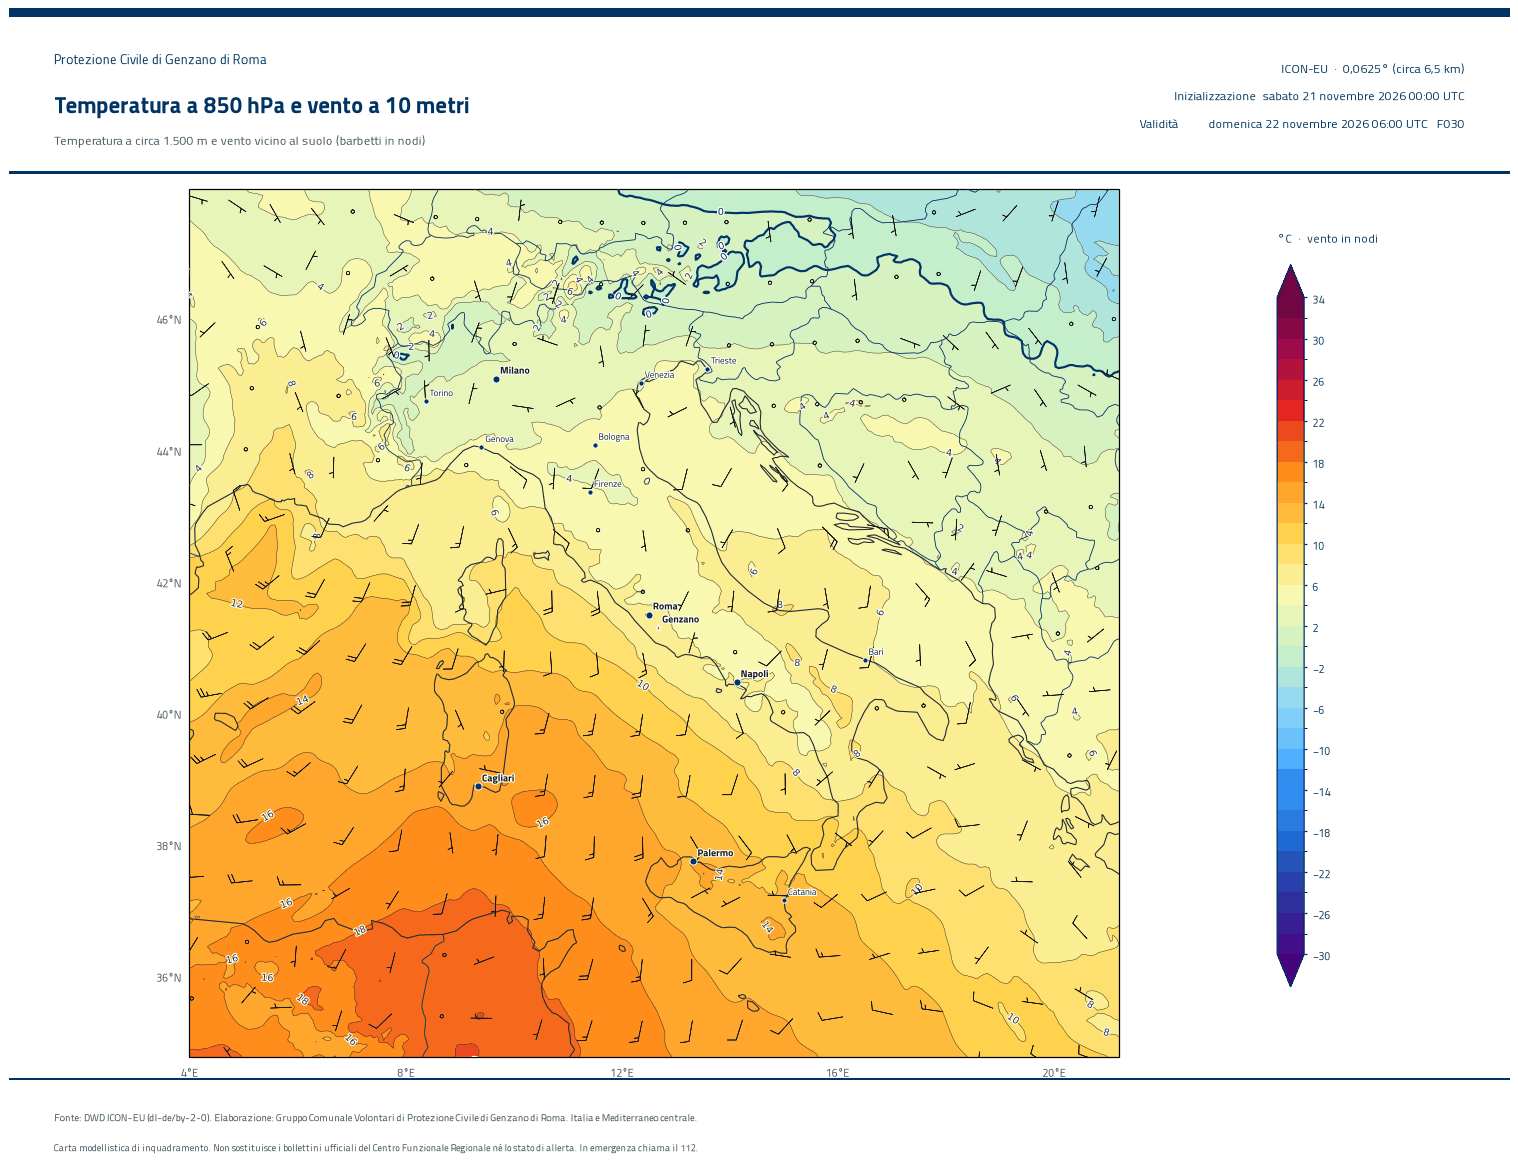 Protezione Civile di Genzano di Roma
Temperatura a 850 hPa e vento a 10 metri
Temperatura a circa 1.500 m e vento vicino al suolo (barbetti in nodi)
ICON-EU · 0,0625° (circa 6,5 km)
Inizializzazione sabato 21 novembre 2026 00:00 UTC
Validità domenica 22 novembre 2026 06:00 UTC F030
°C · vento in nodi
34
30
26
22
18
14
10
6
2
−2
−6
−10
−14
−18
−22
−26
−30
46°N
44°N
42°N
40°N
38°N
36°N
4°E
8°E
12°E
16°E
20°E
Milano
Torino
Venezia
Trieste
Genova
Bologna
Firenze
Roma
Genzano
Napoli
Bari
Cagliari
Palermo
Catania
Fonte: DWD ICON-EU (dl-de/by-2-0). Elaborazione: Gruppo Comunale Volontari di Protezione Civile di Genzano di Roma. Italia e Mediterraneo centrale.
Carta modellistica di inquadramento. Non sostituisce i bollettini ufficiali del Centro Funzionale Regionale né lo stato di allerta. In emergenza chiama il 112.